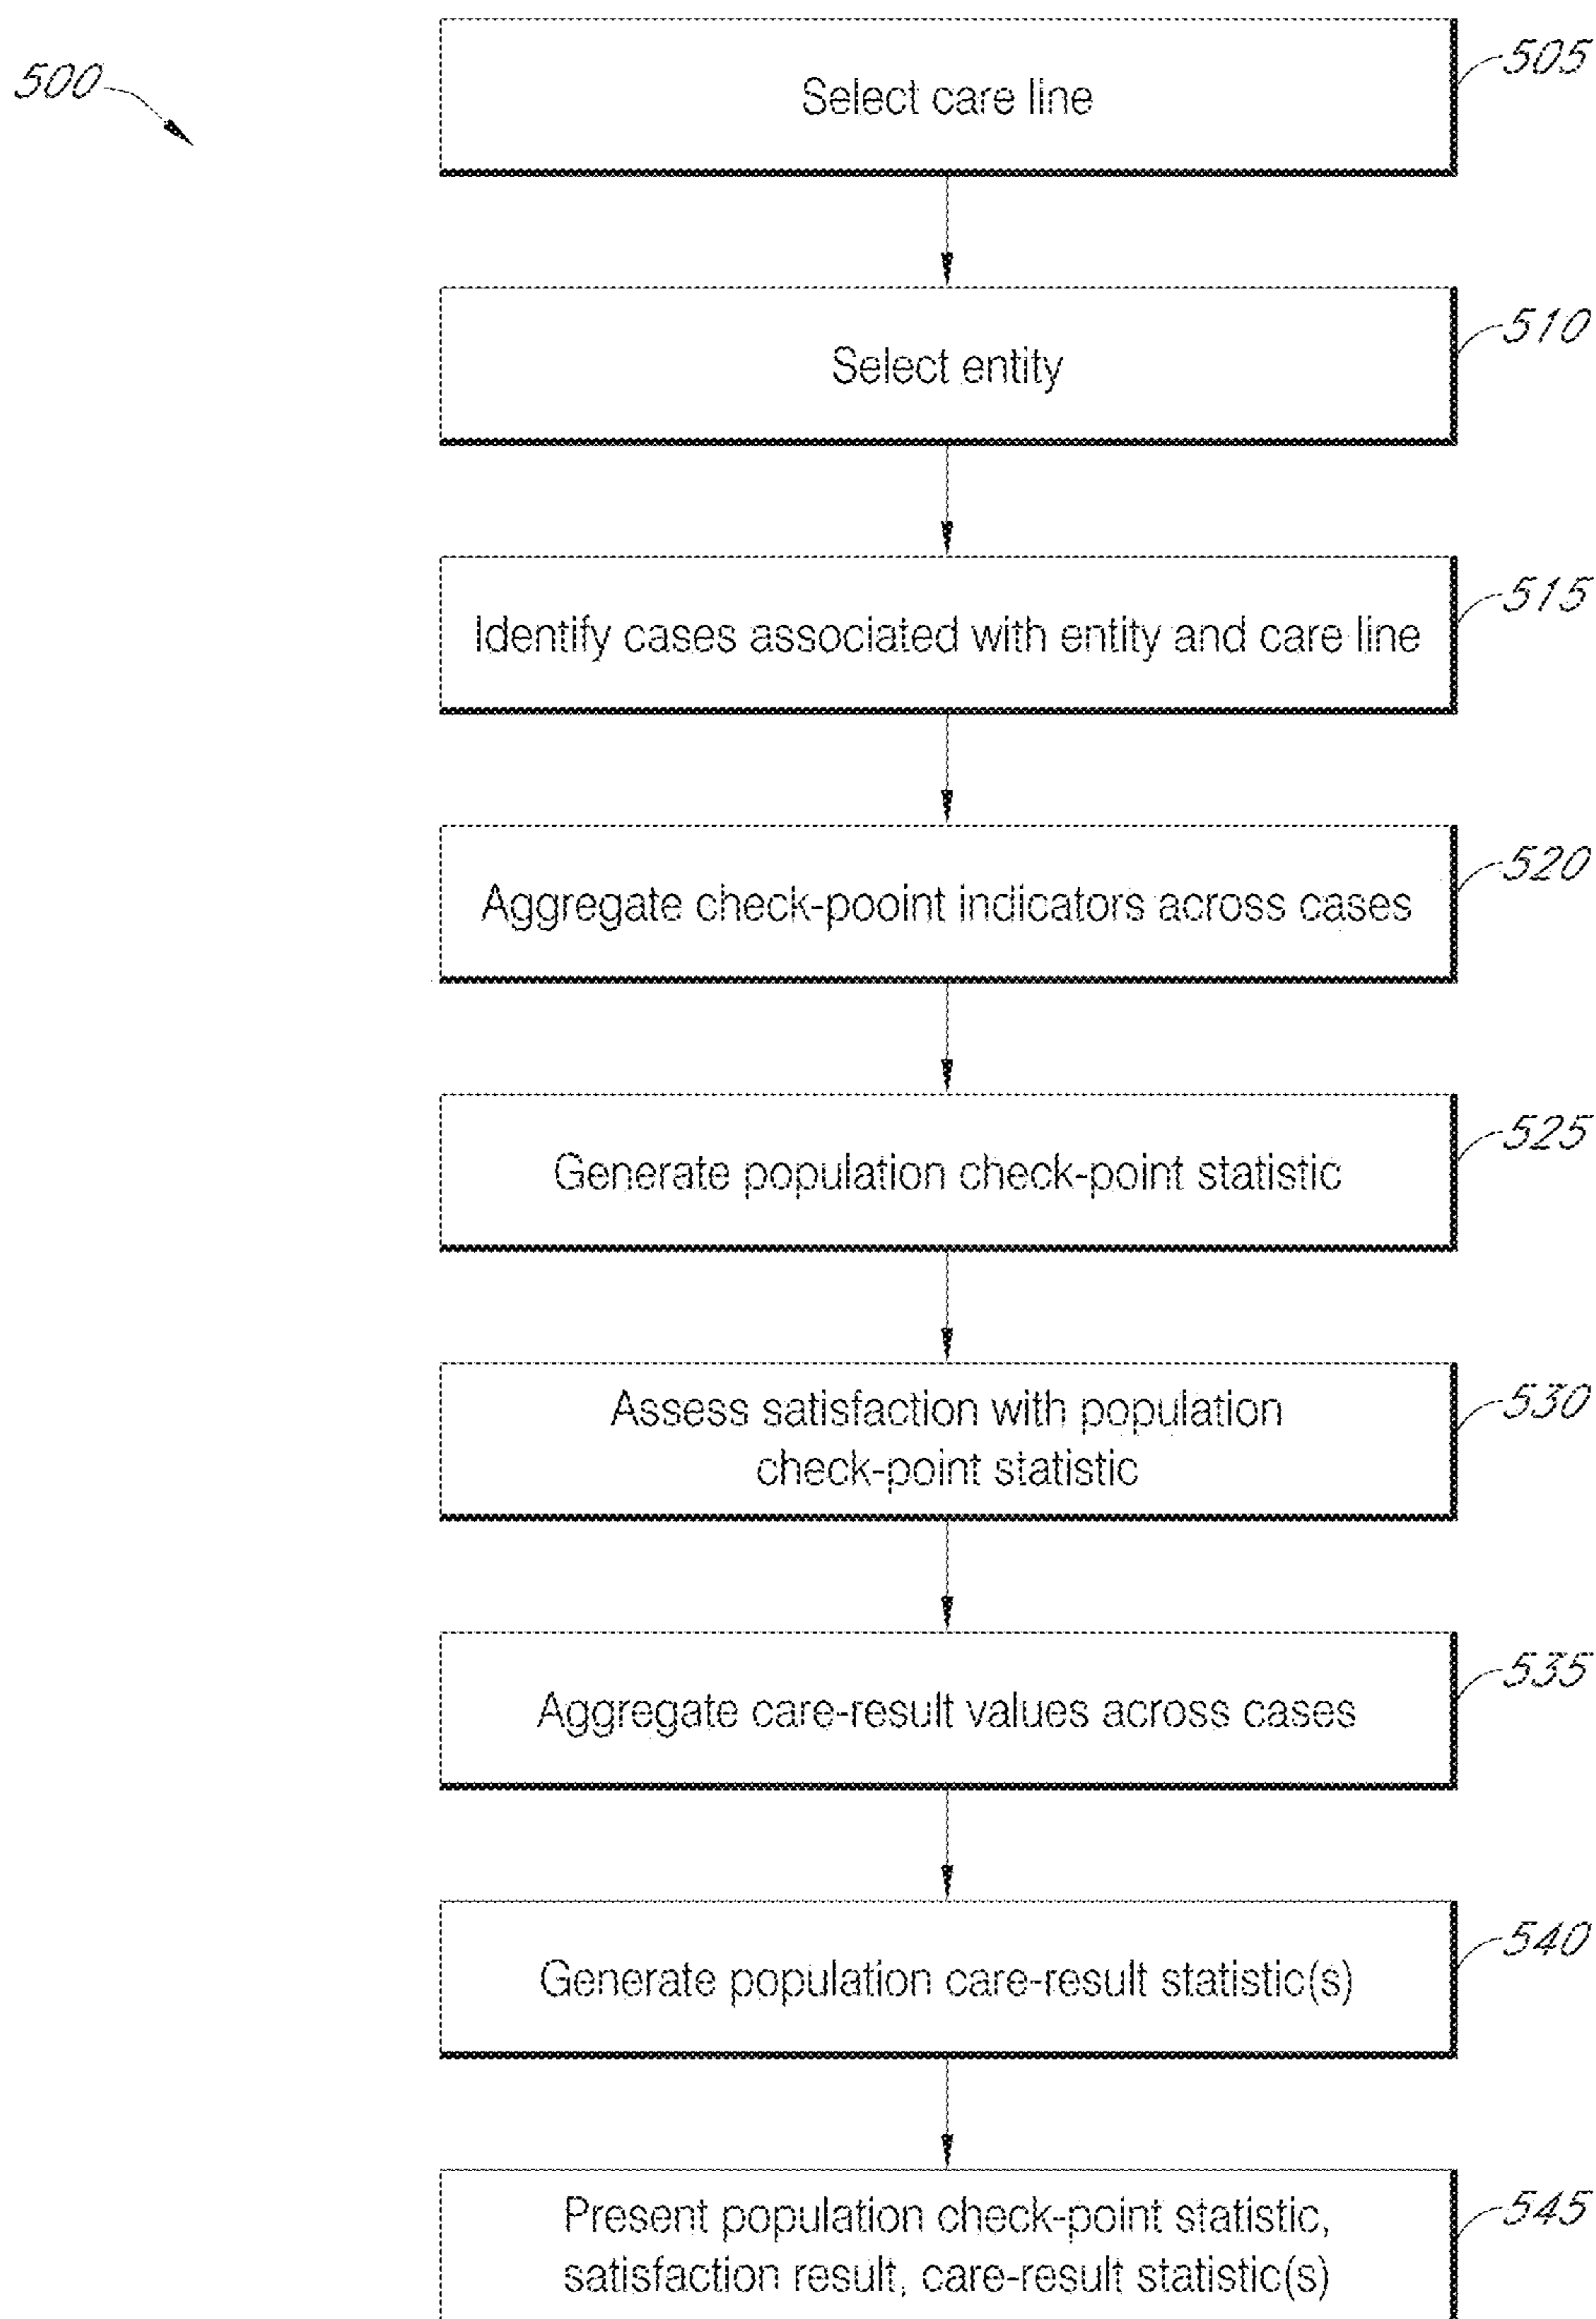 500
Select care line
505
Select entity
510
Identify cases associated with entity and care line
515
Aggregate check-pooint indicators across cases
520
Generate population check-point statistic
525
Assess satisfaction with population
check-point statistic
530
Aggregate care-result values across cases
535
Generate population care-result statistic(s)
540
Present population check-point statistic,
satisfaction result, care-result statistic(s)
545